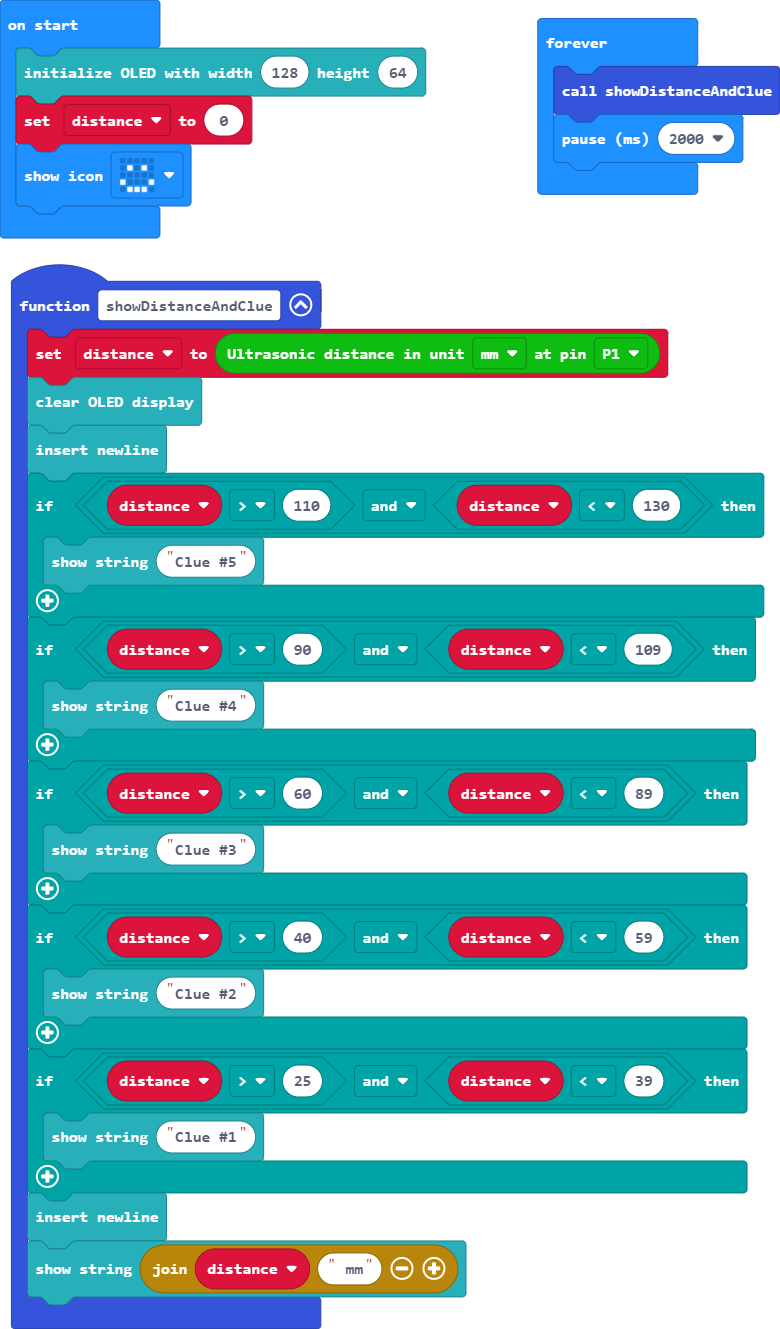 on start
initialize OLED with width 128 height 64
set distance to 0
show icon
forever
call showDistanceAndClue
pause (ms) 2000
function showDistanceAndClue
set distance to Ultrasonic distance in unit mm at pin P1
clear OLED display
insert newline
if distance > 110 and distance < 130 then
show string "Clue #5"
if distance > 90 and distance < 109 then
show string "Clue #4"
if distance > 60 and distance < 89 then
show string "Clue #3"
if distance > 40 and distance < 59 then
show string "Clue #2"
if distance > 25 and distance < 39 then
show string "Clue #1"
insert newline
show string join distance " mm"